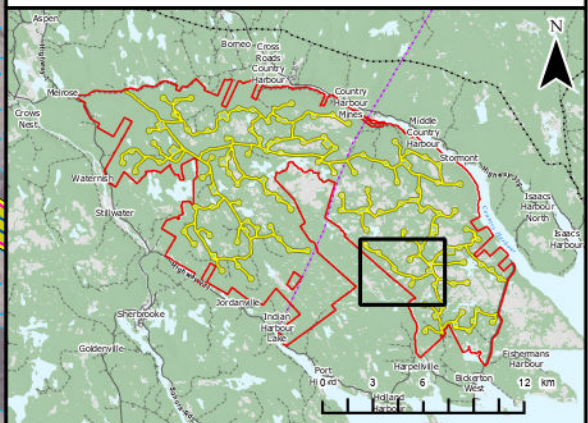 Aspen
N
Borneo
Cross
Roads
Country
Harbour
Highway
Melrose
Country
Harbour
Mines
Crows
Nest
Middle
Country
Harbour
Stormont
Waternish
Isaacs
Harbour
North
Stillwater
Isaacs
Harbour
Jordanville
Sherbrooke
Indian
Harbour
Lake
Goldenville
Fishermans
Harbour
Port
Harpellville
Bickerton
West
0 3 6 12 km
Holland
Harbour